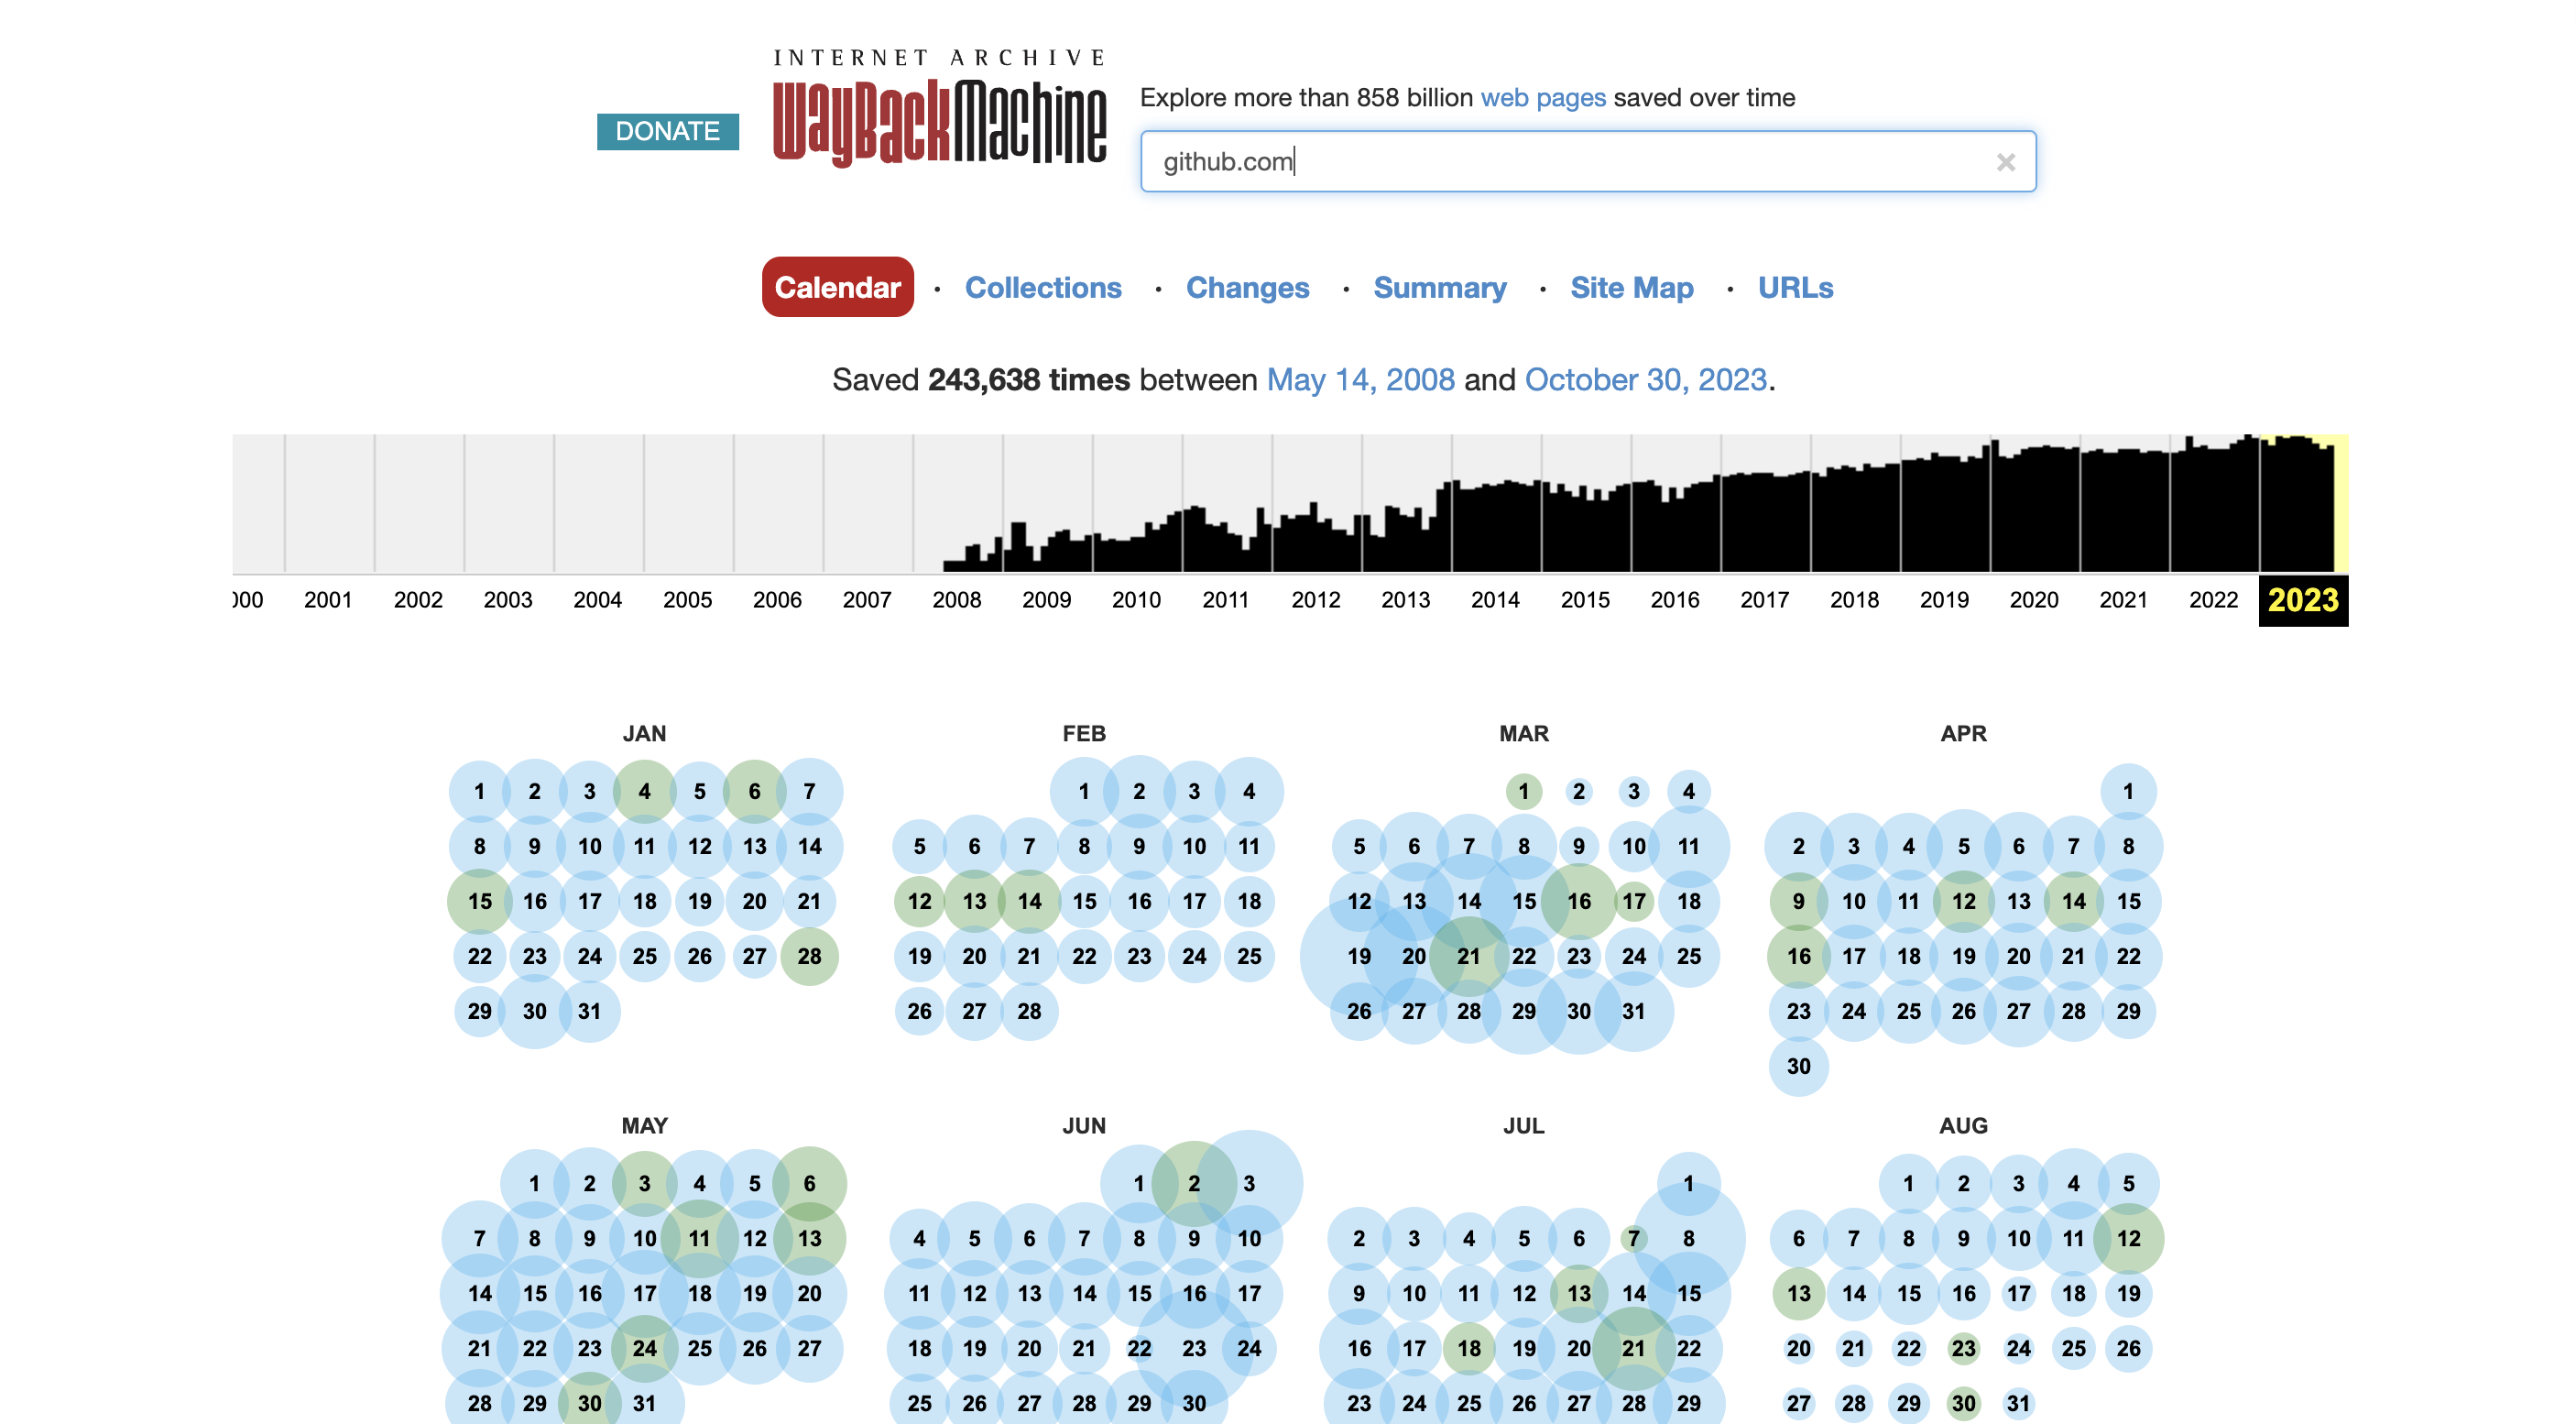 INTERNET ARCHIVE
WayBackMachine
DONATE
Explore more than 858 billion web pages saved over time
github.com
×
Calendar · Collections · Changes · Summary · Site Map · URLs
Saved 243,638 times between May 14, 2008 and October 30, 2023.
000 2001 2002 2003 2004 2005 2006 2007 2008 2009 2010 2011 2012 2013 2014 2015 2016 2017 2018 2019 2020 2021 2022 2023
JAN
1 2 3 4 5 6 7
8 9 10 11 12 13 14
15 16 17 18 19 20 21
22 23 24 25 26 27 28
29 30 31
FEB
1 2 3 4
5 6 7 8 9 10 11
12 13 14 15 16 17 18
19 20 21 22 23 24 25
26 27 28
MAR
1 2 3 4
5 6 7 8 9 10 11
12 13 14 15 16 17 18
19 20 21 22 23 24 25
26 27 28 29 30 31
APR
1
2 3 4 5 6 7 8
9 10 11 12 13 14 15
16 17 18 19 20 21 22
23 24 25 26 27 28 29
30
MAY
1 2 3 4 5 6
7 8 9 10 11 12 13
14 15 16 17 18 19 20
21 22 23 24 25 26 27
28 29 30 31
JUN
1 2 3
4 5 6 7 8 9 10
11 12 13 14 15 16 17
18 19 20 21 22 23 24
25 26 27 28 29 30
JUL
1
2 3 4 5 6 7 8
9 10 11 12 13 14 15
16 17 18 19 20 21 22
23 24 25 26 27 28 29
AUG
1 2 3 4 5
6 7 8 9 10 11 12
13 14 15 16 17 18 19
20 21 22 23 24 25 26
27 28 29 30 31